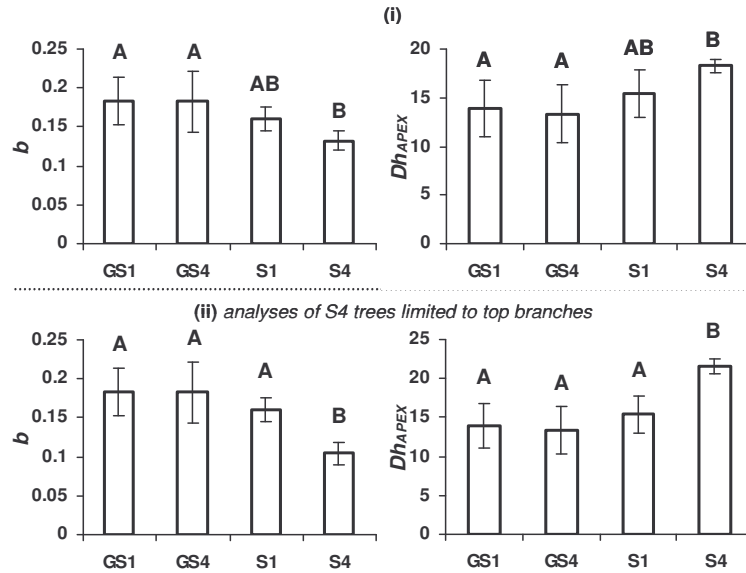 (i)
0.25
0.2
0.15
0.1
0.05
0
b
A
A
AB
B
GS1
GS4
S1
S4
20
15
10
5
0
DhAPEX
A
A
AB
B
GS1
GS4
S1
S4
(ii) analyses of S4 trees limited to top branches
0.25
0.2
0.15
0.1
0.05
0
b
A
A
A
B
GS1
GS4
S1
S4
25
20
15
10
5
0
DhAPEX
A
A
A
B
GS1
GS4
S1
S4